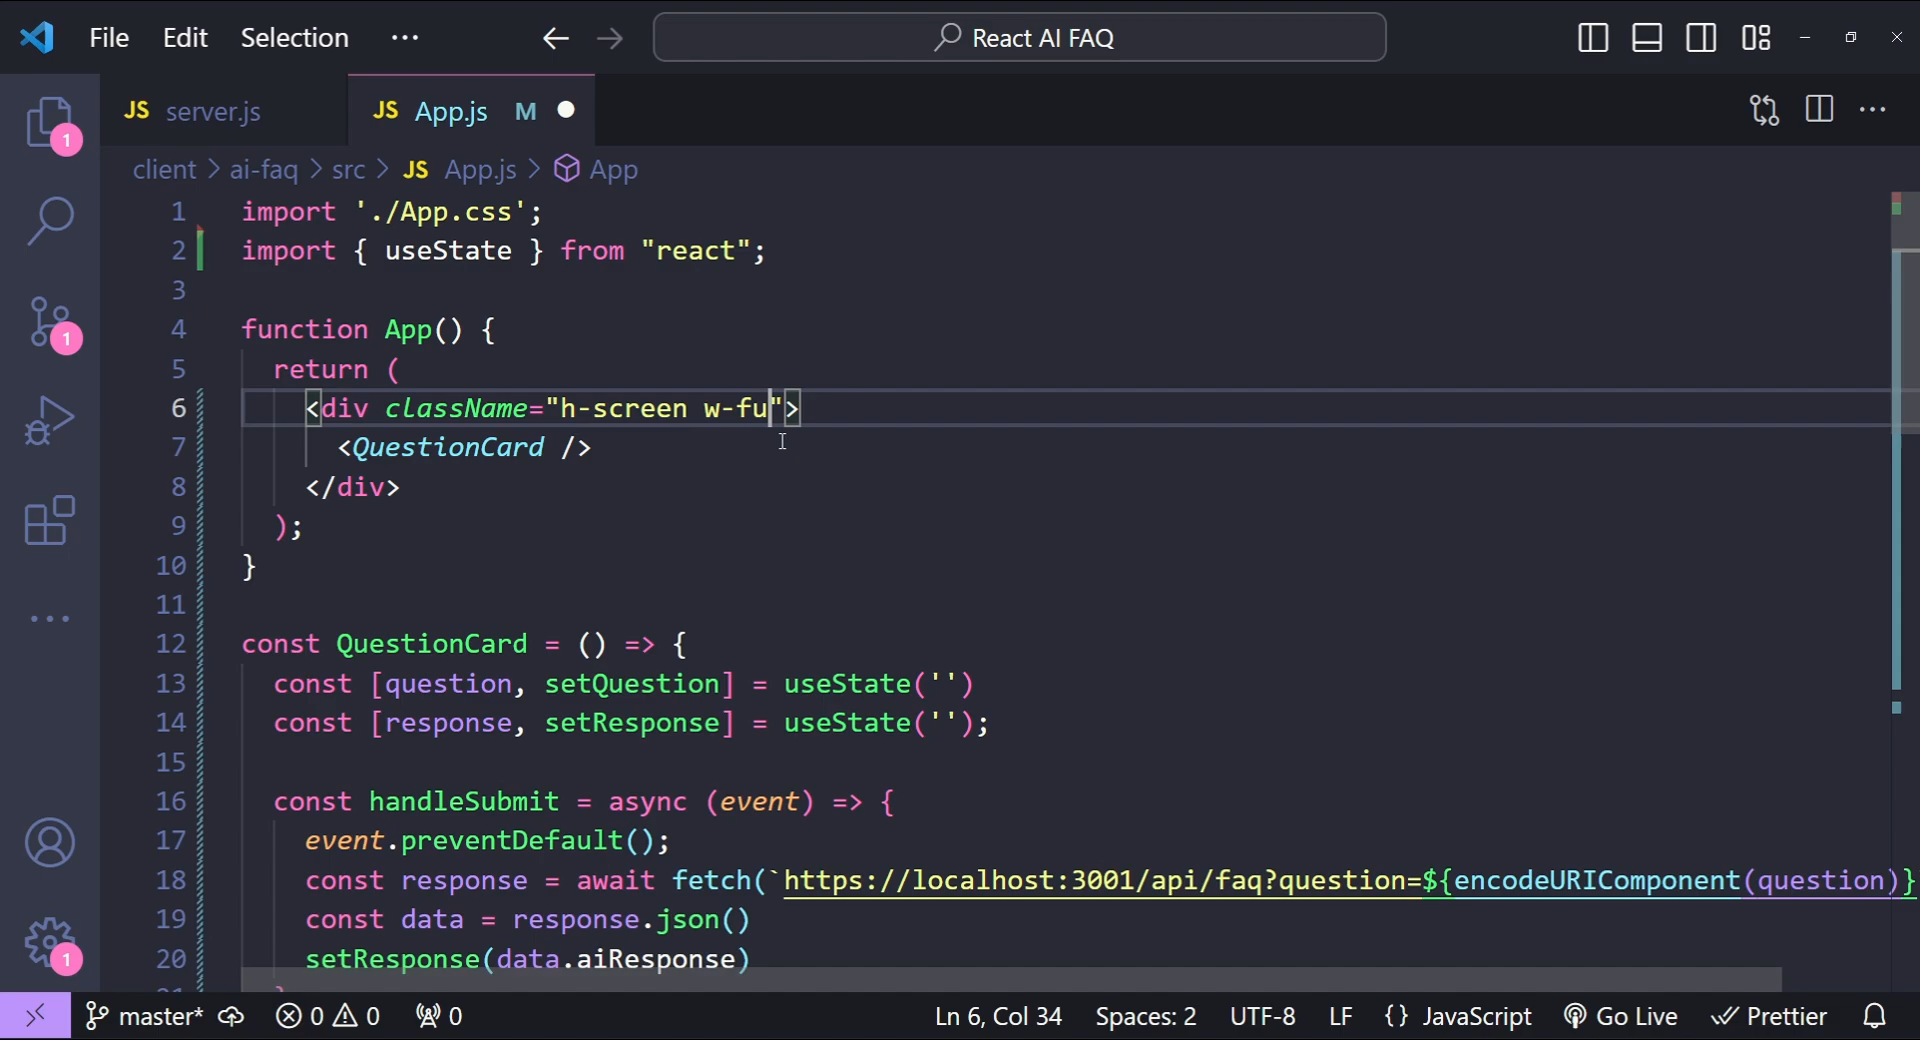 File Edit Selection ··· React AI FAQ
JS server.js JS App.js M
client > ai-faq > src > JS App.js > App
1 import './App.css';
2 import { useState } from "react";
3
4 function App() {
5 return (
6 <div className="h-screen w-fu">
7 <QuestionCard />
8 </div>
9 );
10 }
11
12 const QuestionCard = () => {
13 const [question, setQuestion] = useState('')
14 const [response, setResponse] = useState('');
15
16 const handleSubmit = async (event) => {
17 event.preventDefault();
18 const response = await fetch(`https://localhost:3001/api/faq?question=${encodeURIComponent(question)}
19 const data = response.json()
20 setResponse(data.aiResponse)
1
1
1
master* 0 0 0 Ln 6, Col 34 Spaces: 2 UTF-8 LF {} JavaScript Go Live Prettier